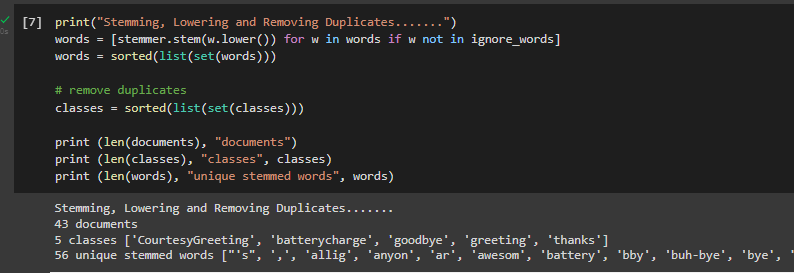 [7] print("Stemming, Lowering and Removing Duplicates.......")
words = [stemmer.stem(w.lower()) for w in words if w not in ignore_words]
words = sorted(list(set(words)))
# remove duplicates
classes = sorted(list(set(classes)))
print (len(documents), "documents")
print (len(classes), "classes", classes)
print (len(words), "unique stemmed words", words)
0s
Stemming, Lowering and Removing Duplicates.......
43 documents
5 classes ['CourtesyGreeting', 'batterycharge', 'goodbye', 'greeting', 'thanks']
56 unique stemmed words ["'s", ',', 'allig', 'anyon', 'ar', 'awesom', 'battery', 'bby', 'buh-bye', 'bye', '